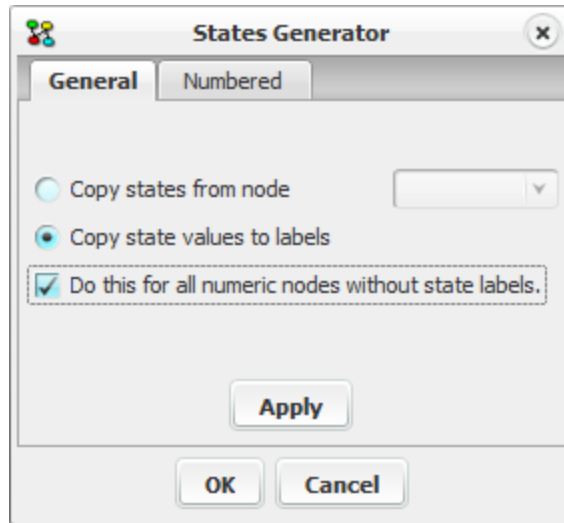 States Generator
General Numbered
Copy states from node
Copy state values to labels
Do this for all numeric nodes without state labels.
Apply
OK Cancel